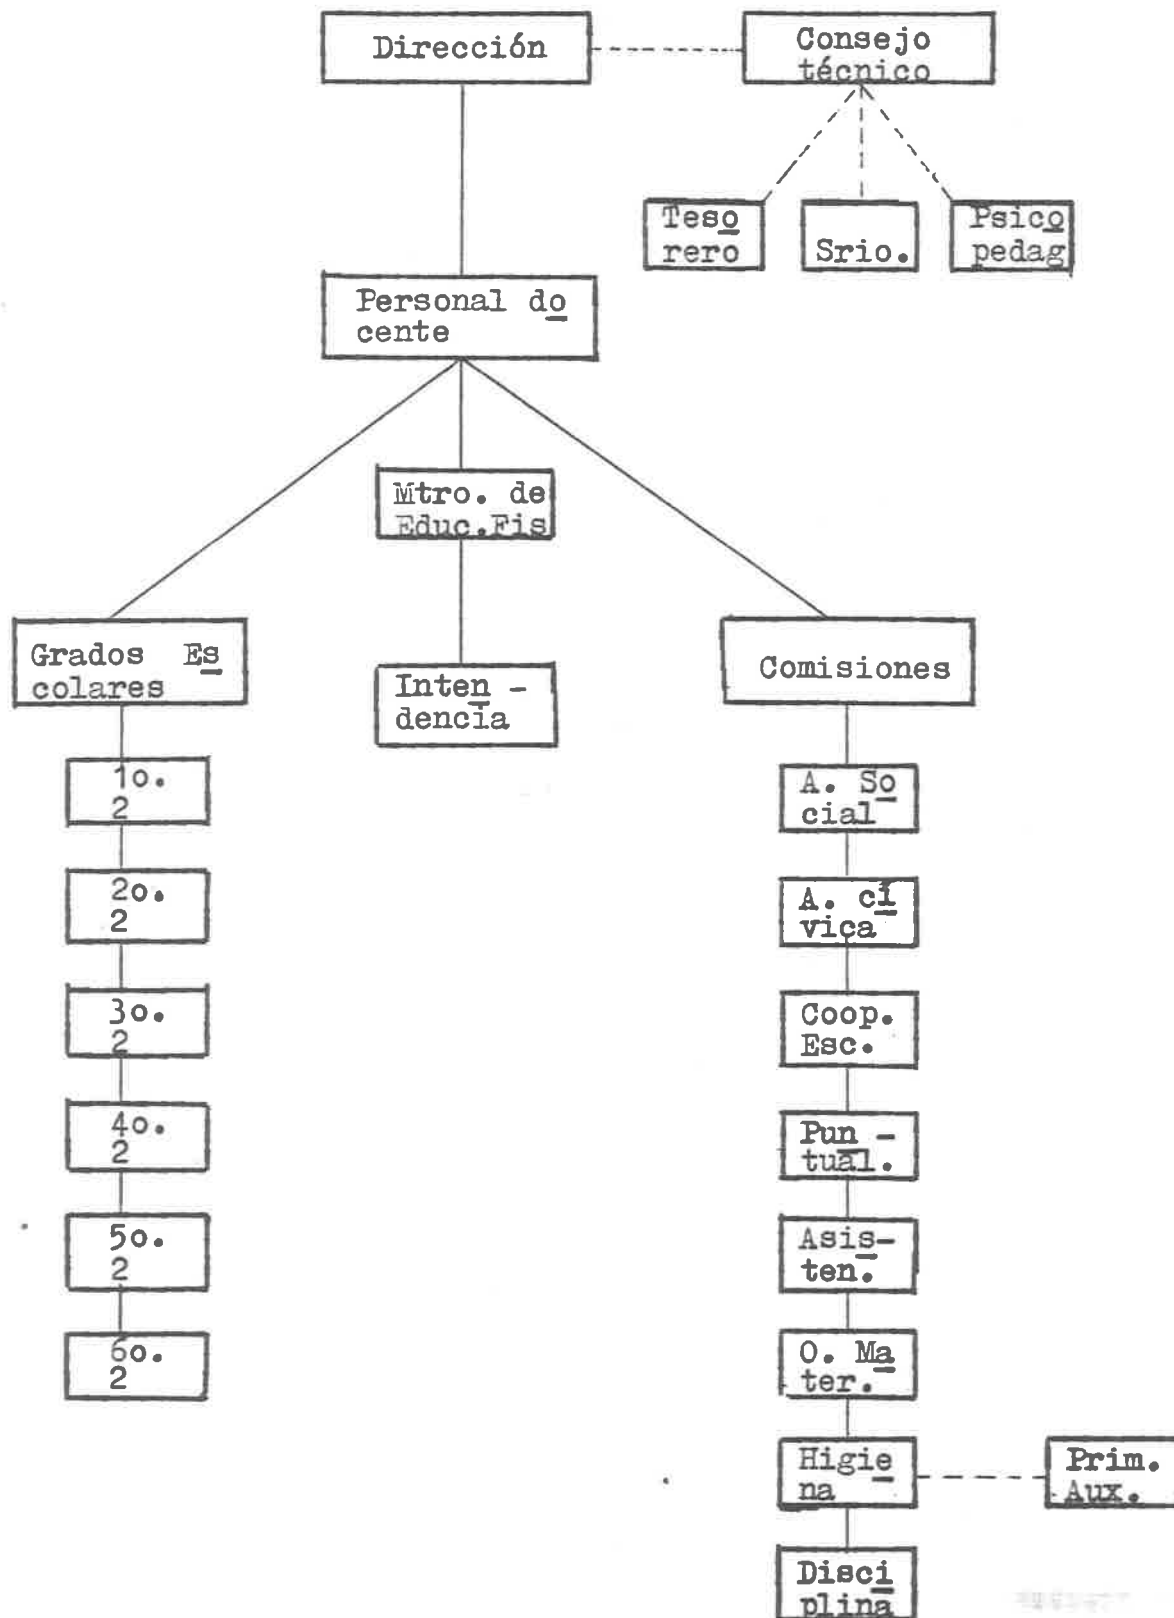 Dirección
Consejo
técnico
Teso
rero
Srio.
Psico
pedag
Personal do
cente
Mtro. de
Educ.Fis
Grados Es
colares
Inten -
dencia
Comisiones
1o.
2
2o.
2
3o.
2
4o.
2
5o.
2
6o.
2
A. So
cial
A. cí
vica
Coop.
Esc.
Pun -
tual.
Asis-
ten.
O. Ma
ter.
Higie
na
Prim.
Aux.
Disci
plina